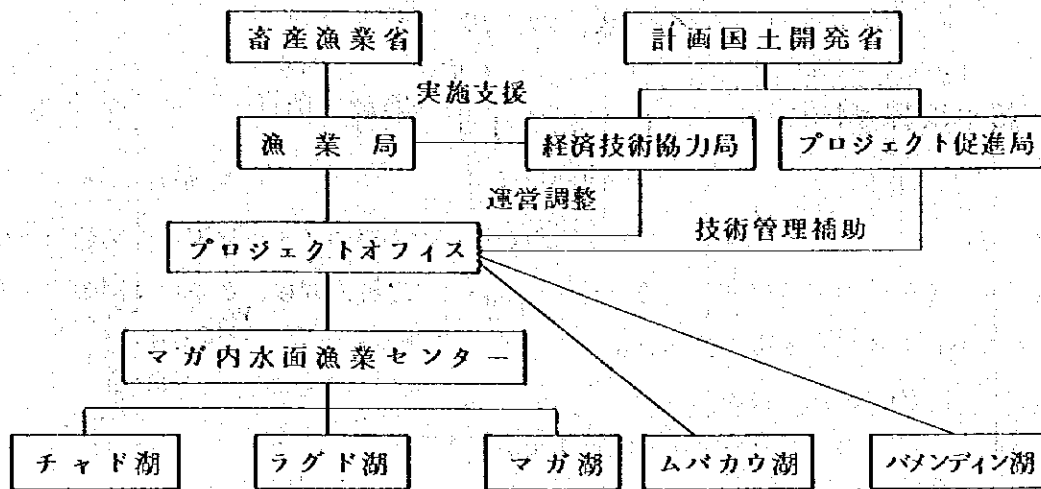 畜産漁業省
計画国土開発省
実施支援
漁業局
経済技術協力局
プロジェクト促進局
運営調整
技術管理補助
プロジェクトオフィス
マガ内水面漁業センター
チャド湖
ラグド湖
マガ湖
ムバカウ湖
バメンディン湖